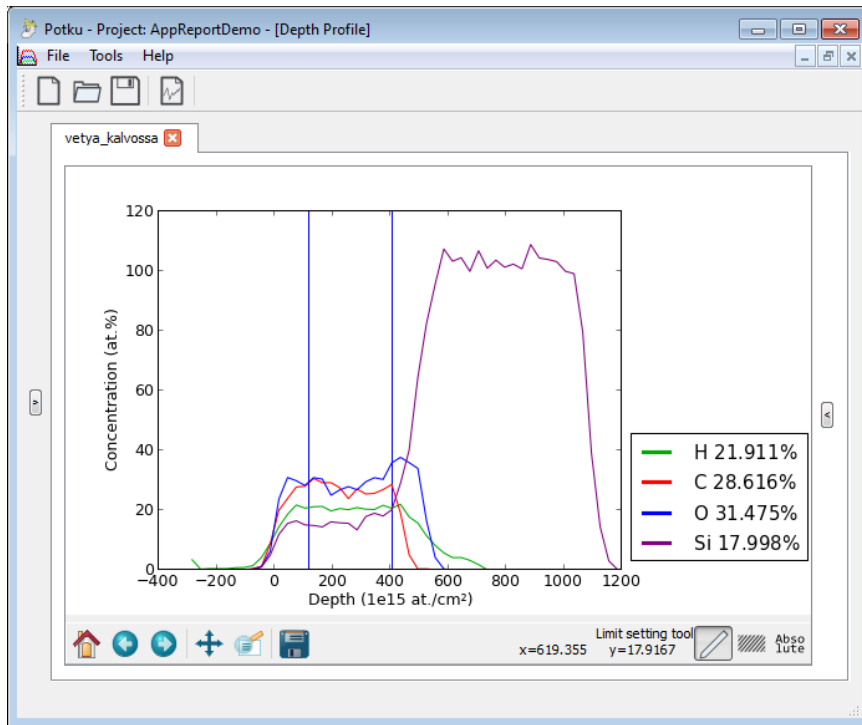 Potku - Project: AppReportDemo - [Depth Profile]
File Tools Help
vetya_kalvossa
120
100
80
60
40
20
0
Concentration (at.%)
−400 −200 0 200 400 600 800 1000 1200
Depth (1e15 at./cm²)
H 21.911%
C 28.616%
O 31.475%
Si 17.998%
Limit setting tool
x=619.355 y=17.9167
Abso
lute